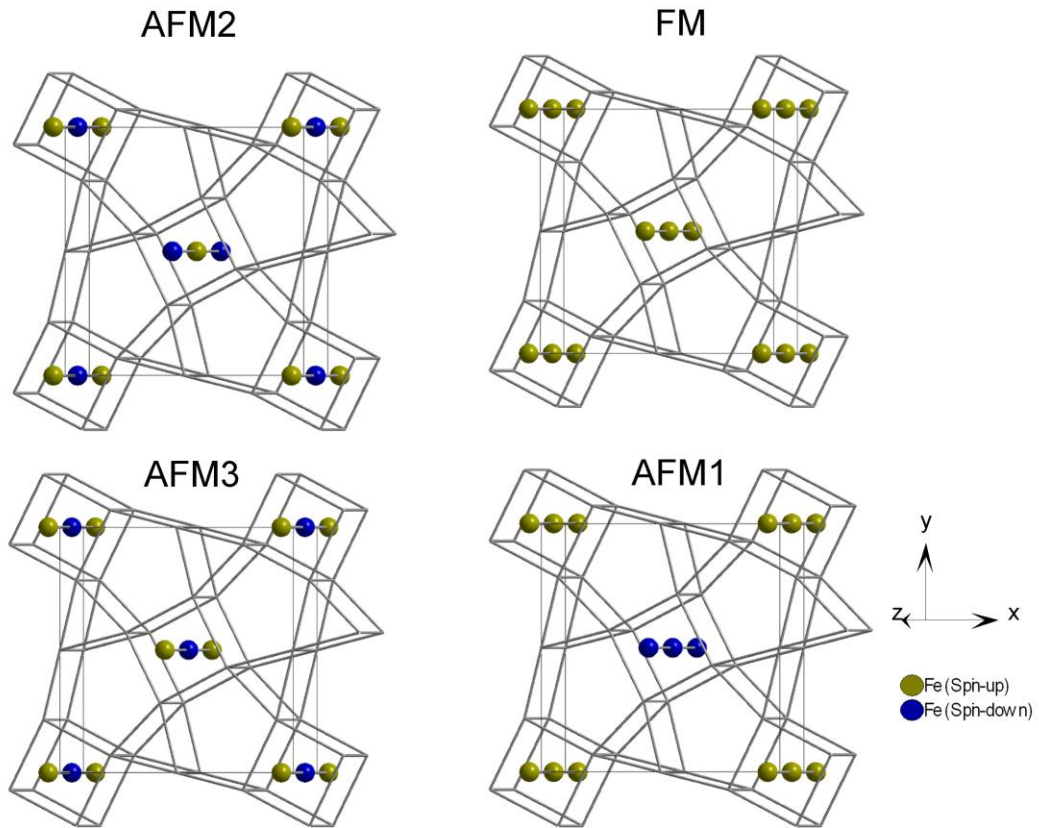 AFM2
FM
AFM3
AFM1
y
z
x
Fe (Spin-up)
Fe (Spin-down)